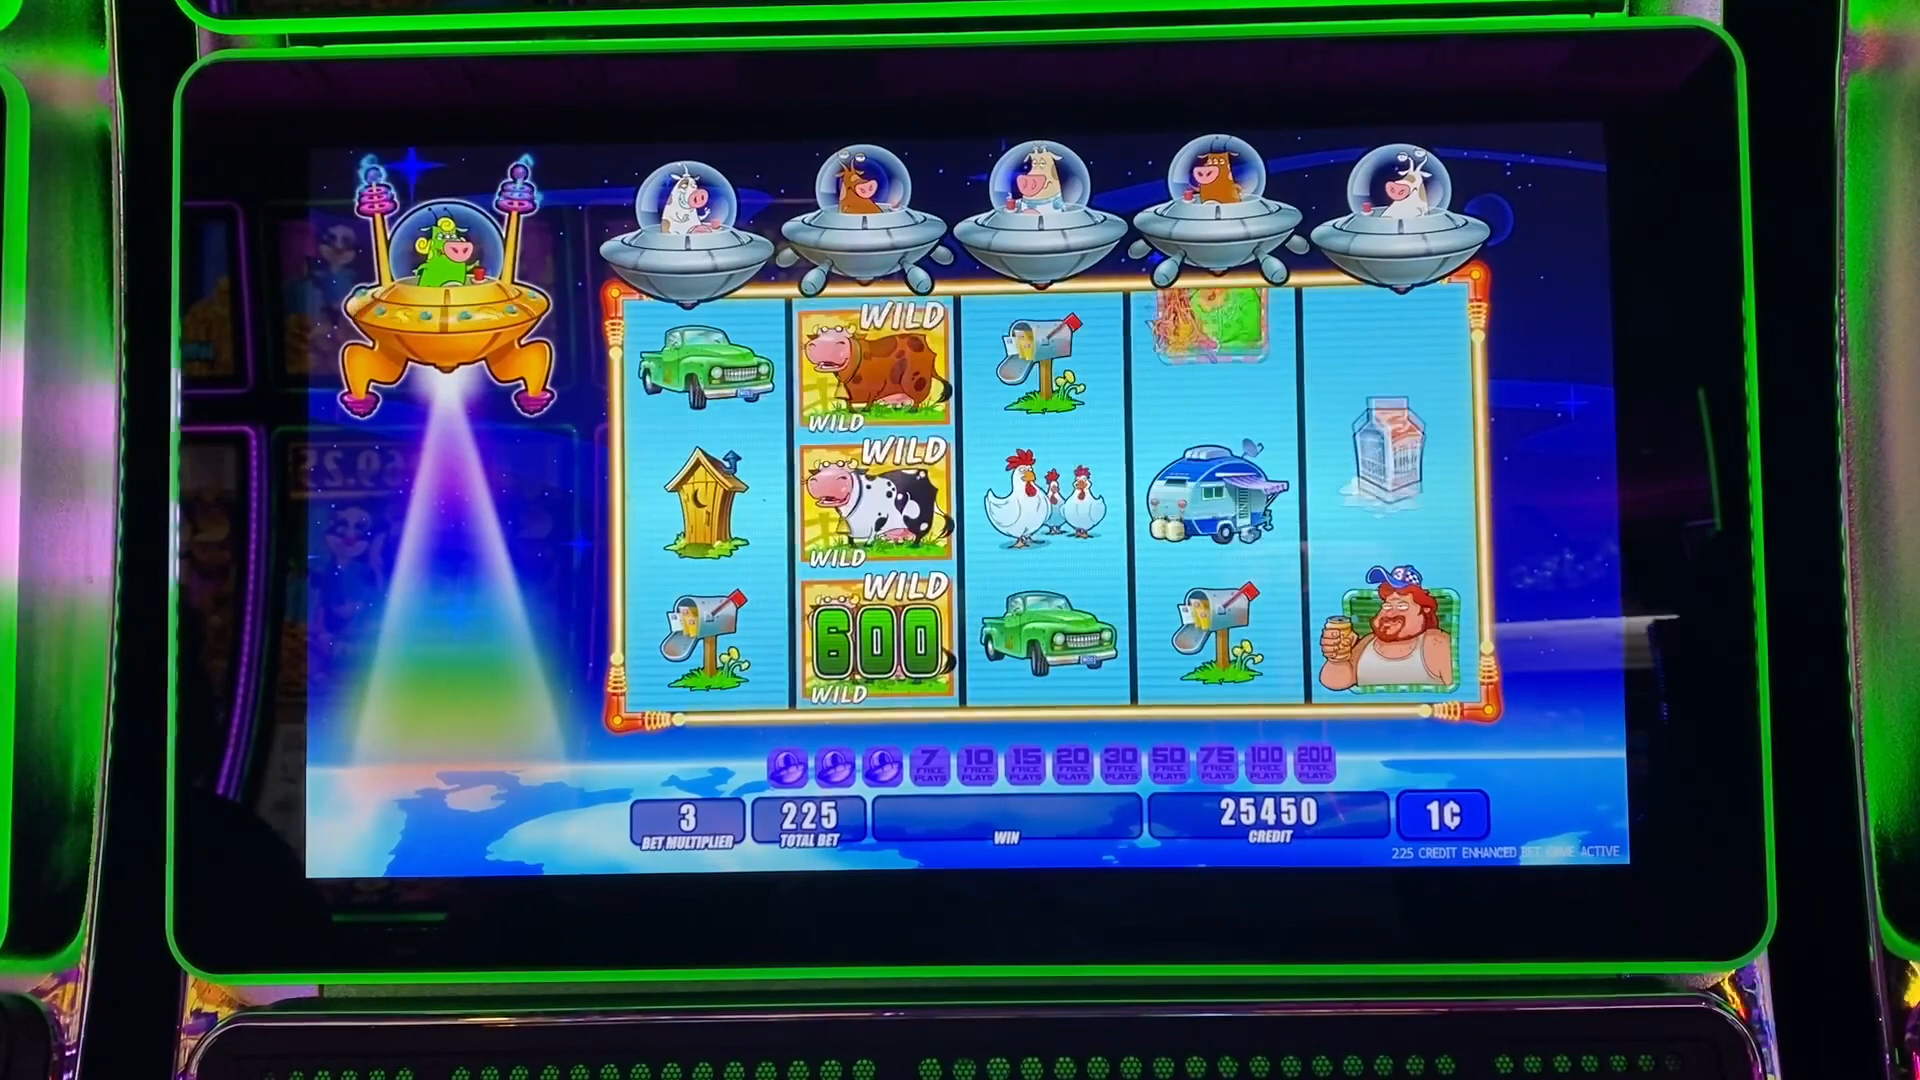 WILD
WILD
WILD
WILD
WILD
600
WILD
7 FREE PLAYS
10 FREE PLAYS
15 FREE PLAYS
20 FREE PLAYS
30 FREE PLAYS
50 FREE PLAYS
75 FREE PLAYS
100 FREE PLAYS
200 FREE PLAYS
3
BET MULTIPLIER
225
TOTAL BET
WIN
25450
CREDIT
1¢
225 CREDIT ENHANCED BET GAME ACTIVE